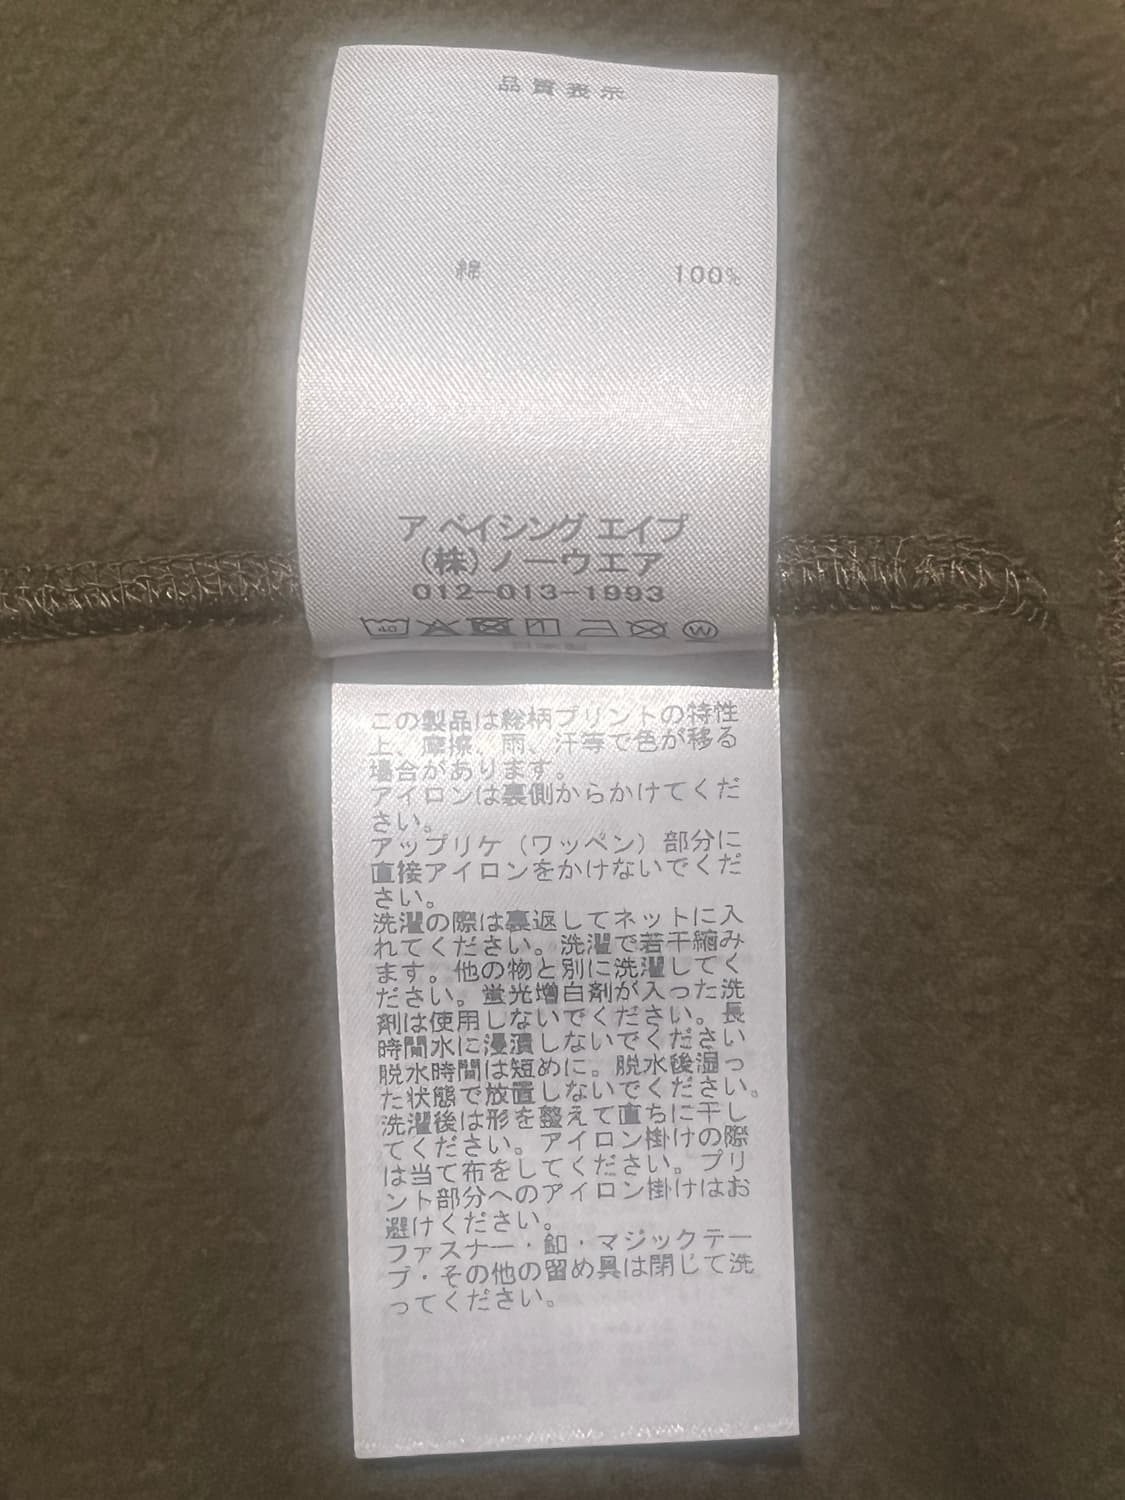 品質表示
綿 100%
ア ベイシング エイプ
(株)ノーウエア
012-013-1993
40
W
この製品は総柄プリントの特性
上、摩擦、雨、汗等で色が移る
場合があります。
アイロンは裏側からかけてくだ
さい。
アップリケ（ワッペン）部分に
直接アイロンをかけないでくだ
さい。
洗濯の際は裏返してネットに入
れてください。洗濯で若干縮み
ます。他の物と別に洗濯してく
ださい。蛍光増白剤が入った洗
剤は使用しないでください。長
時間水に浸漬しないでください
脱水時間は短めに。脱水後湿っ
た状態で放置しないでください。
洗濯後は形を整えて直ちに干し
てください。アイロン掛けの際
は当て布をしてください。プリ
ント部分へのアイロン掛けはお
避けください。
ファスナー・釦・マジックテー
プ・その他の留め具は閉じて洗
ってください。